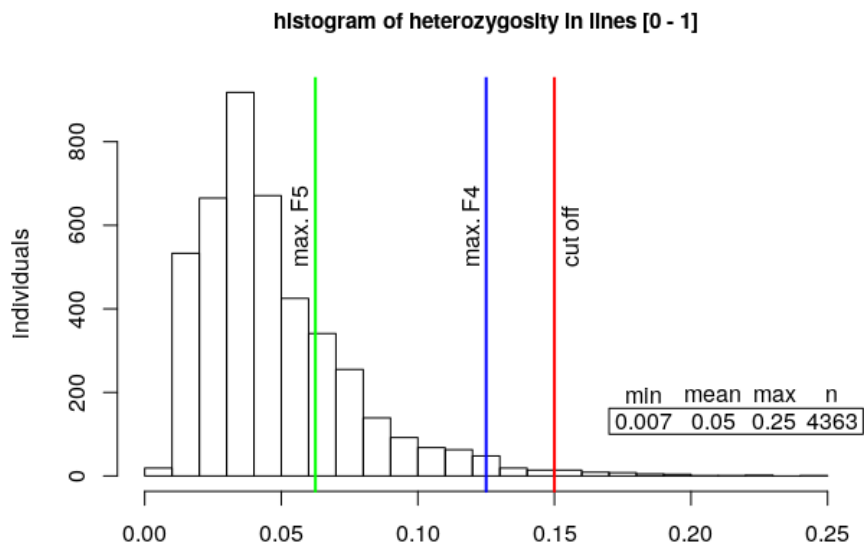 histogram of heterozygosity in lines [0 - 1]
Individuals
800
600
400
200
0
max. F5
max. F4
cut off
min mean max n
0.007 0.05 0.25 4363
0.00 0.05 0.10 0.15 0.20 0.25